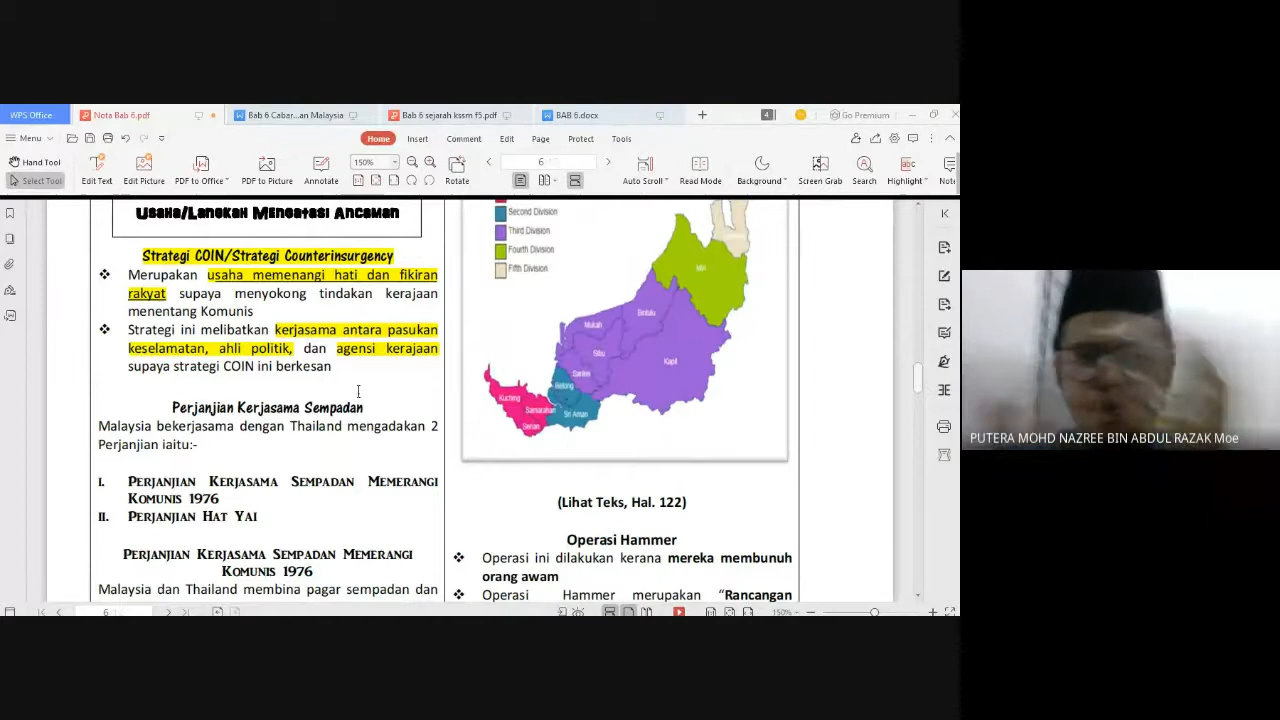 WPS Office
Nota Bab 6.pdf
Bab 6 Cabar...an Malaysia
Bab 6 sejarah kssm f5.pdf
BAB 6.docx
4
Go Premium
Menu
Home
Insert
Comment
Edit
Page
Protect
Tools
Hand Tool
Select Tool
Edit Text
Edit Picture
PDF to Office
PDF to Picture
Annotate
150%
Rotate
6
Auto Scroll
Read Mode
Background
Screen Grab
Search
Highlight
Usaha/Langkah Mengatasi Ancaman
Strategi COIN/Strategi Counterinsurgency
❖ Merupakan usaha memenangi hati dan fikiran
rakyat supaya menyokong tindakan kerajaan
menentang Komunis
❖ Strategi ini melibatkan kerjasama antara pasukan
keselamatan, ahli politik, dan agensi kerajaan
supaya strategi COIN ini berkesan
Perjanjian Kerjasama Sempadan
Malaysia bekerjasama dengan Thailand mengadakan 2
Perjanjian iaitu:-
I. PERJANJIAN KERJASAMA SEMPADAN MEMERANGI
KOMUNIS 1976
II. PERJANJIAN HAT YAI
PERJANJIAN KERJASAMA SEMPADAN MEMERANGI
KOMUNIS 1976
Malaysia dan Thailand membina pagar sempadan dan
Second Division
Third Division
Fourth Division
Fifth Division
Miri
Bintulu
Mukah
Sibu
Kapit
Sarikei
Betong
Kuching
Samarahan
Sri Aman
Serian
(Lihat Teks, Hal. 122)
Operasi Hammer
❖ Operasi ini dilakukan kerana mereka membunuh
orang awam
❖ Operasi Hammer merupakan “Rancangan
6
150%
PUTERA MOHD NAZREE BIN ABDUL RAZAK Moe